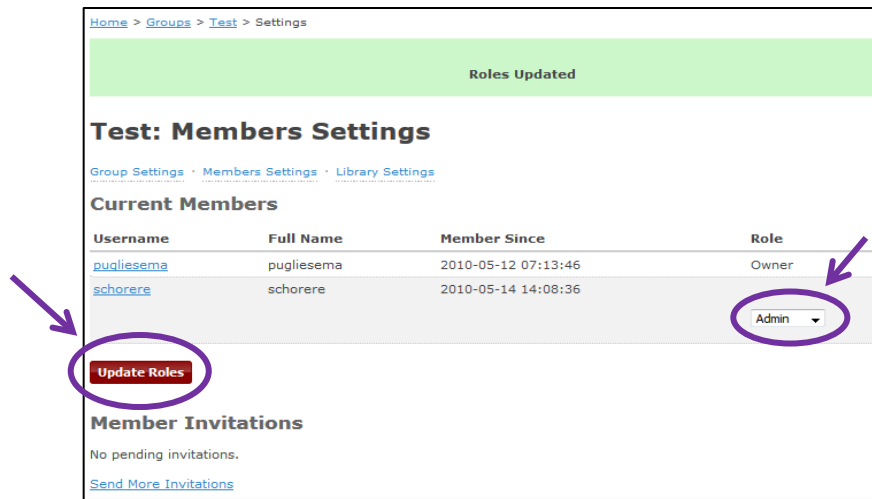 Home > Groups > Test > Settings
Roles Updated
Test: Members Settings
Group Settings · Members Settings · Library Settings
Current Members
Username Full Name Member Since Role
pugliesema pugliesema 2010-05-12 07:13:46 Owner
schorere schorere 2010-05-14 14:08:36
Admin
Update Roles
Member Invitations
No pending invitations.
Send More Invitations